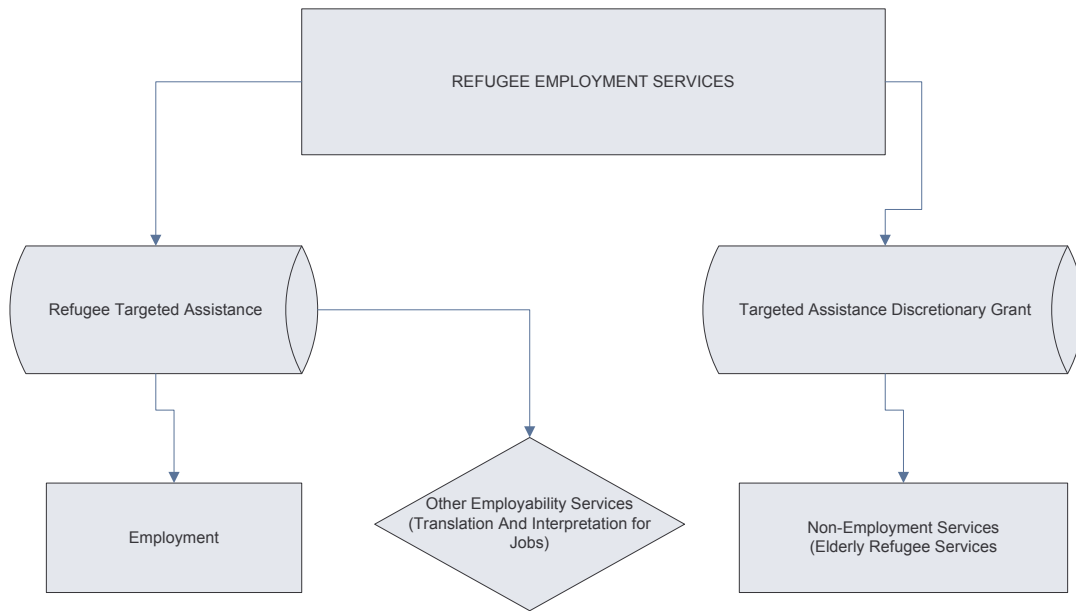 REFUGEE EMPLOYMENT SERVICES
Refugee Targeted Assistance
Targeted Assistance Discretionary Grant
Employment
Other Employability Services
(Translation And Interpretation for
Jobs)
Non-Employment Services
(Elderly Refugee Services